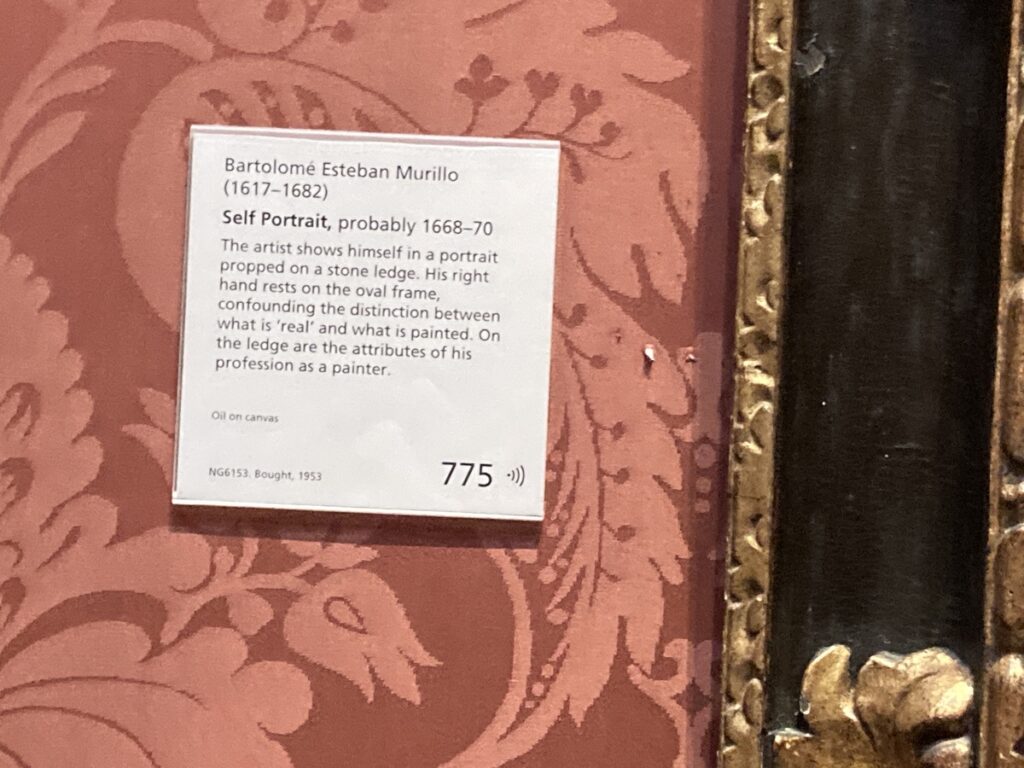 Bartolomé Esteban Murillo
(1617–1682)
Self Portrait, probably 1668–70
The artist shows himself in a portrait
propped on a stone ledge. His right
hand rests on the oval frame,
confounding the distinction between
what is ‘real’ and what is painted. On
the ledge are the attributes of his
profession as a painter.
Oil on canvas
NG6153. Bought, 1953
775